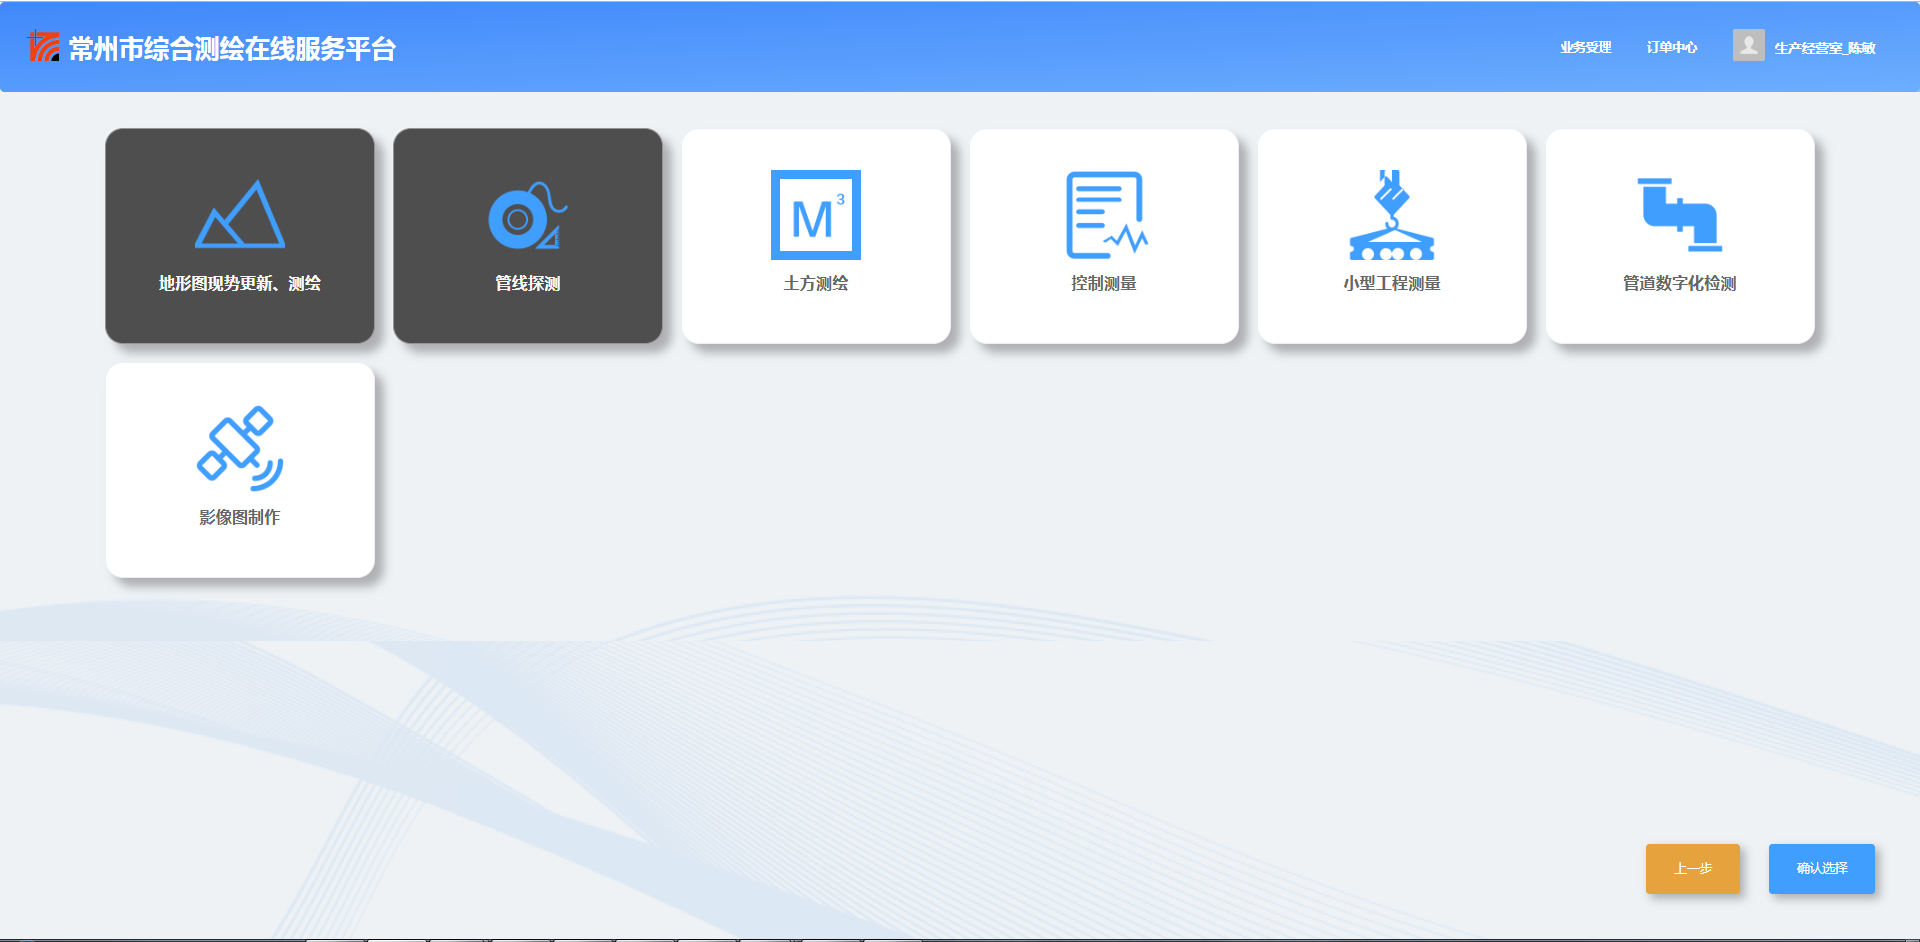 常州市综合测绘在线服务平台
业务受理
订单中心
生产经营室_陈敏
地形图现势更新、测绘
管线探测
M3
土方测绘
控制测量
小型工程测量
管道数字化检测
影像图制作
上一步
确认选择